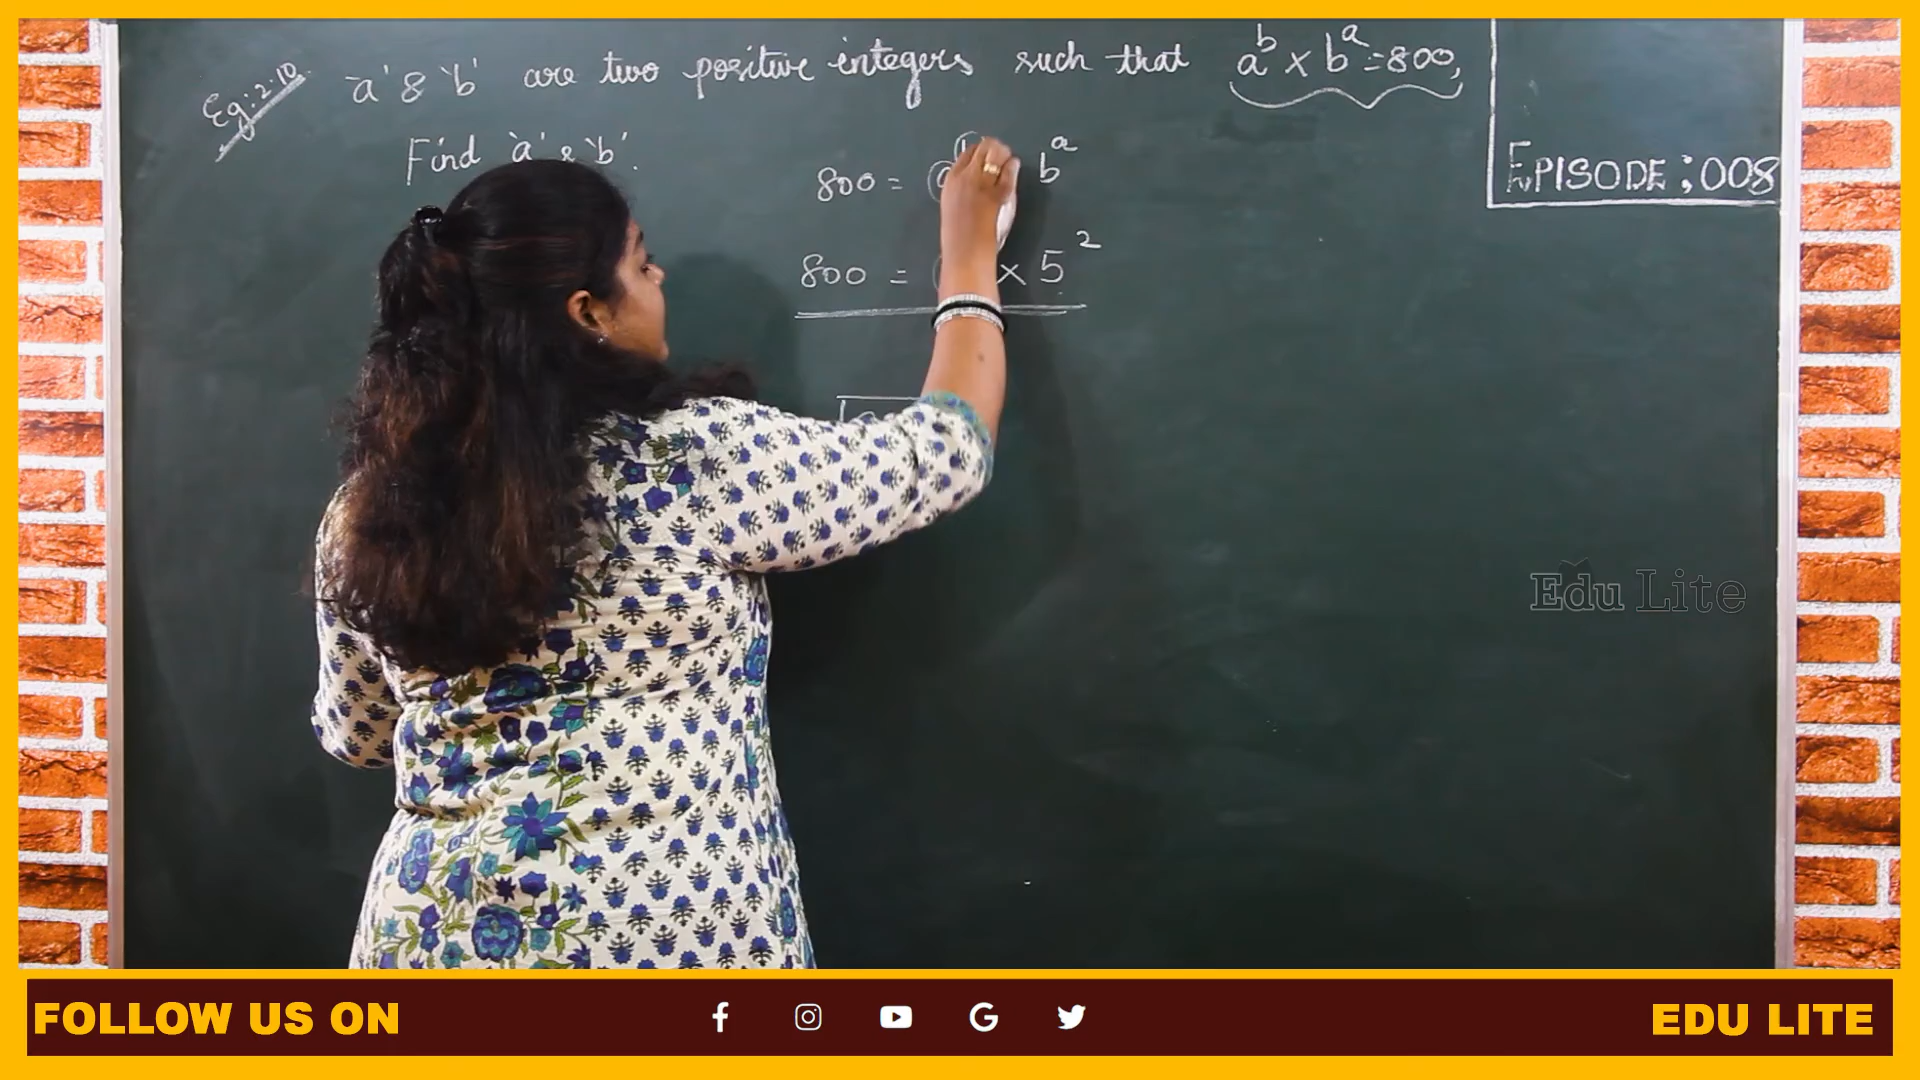 Eg: 2.10 'a' & 'b' are two positive integers such that a^b × b^a = 800,
Find 'a' & 'b'.
800 = b^a
800 = × 5^2
EPISODE : 008
Edu Lite
FOLLOW US ON
EDU LITE